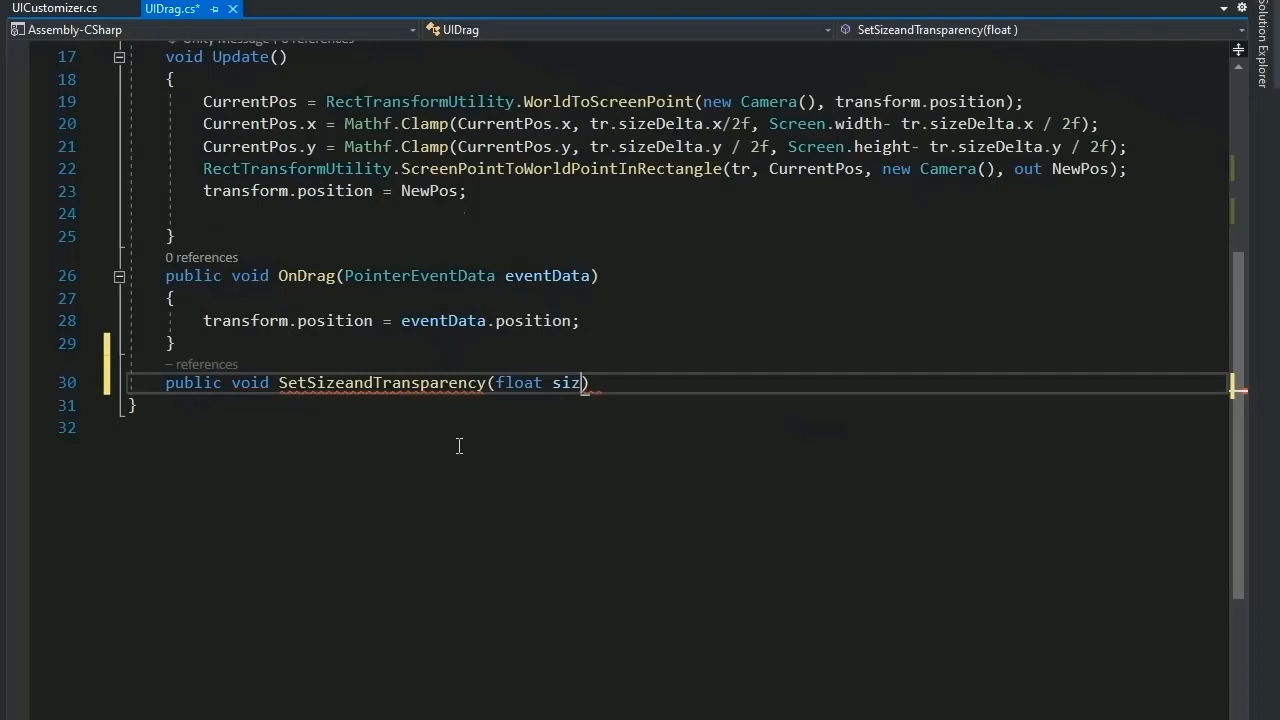 UICustomizer.cs UIDrag.cs*
Assembly-CSharp UIDrag SetSizeandTransparency(float )
17 void Update()
18 {
19 CurrentPos = RectTransformUtility.WorldToScreenPoint(new Camera(), transform.position);
20 CurrentPos.x = Mathf.Clamp(CurrentPos.x, tr.sizeDelta.x/2f, Screen.width- tr.sizeDelta.x / 2f);
21 CurrentPos.y = Mathf.Clamp(CurrentPos.y, tr.sizeDelta.y / 2f, Screen.height- tr.sizeDelta.y / 2f);
22 RectTransformUtility.ScreenPointToWorldPointInRectangle(tr, CurrentPos, new Camera(), out NewPos);
23 transform.position = NewPos;
24
25 }
0 references
26 public void OnDrag(PointerEventData eventData)
27 {
28 transform.position = eventData.position;
29 }
– references
30 public void SetSizeandTransparency(float siz)
31 }
32
Solution Explorer